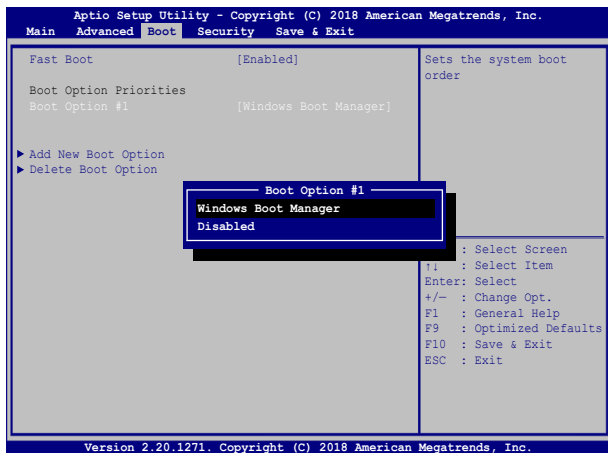 Aptio Setup Utility - Copyright (C) 2018 American Megatrends, Inc.
Main Advanced Boot Security Save & Exit
Fast Boot [Enabled]
Boot Option Priorities
Boot Option #1 [Windows Boot Manager]
▶ Add New Boot Option
▶ Delete Boot Option
Boot Option #1
Windows Boot Manager
Disabled
Sets the system boot
order
: Select Screen
↑↓ : Select Item
Enter: Select
+/— : Change Opt.
F1 : General Help
F9 : Optimized Defaults
F10 : Save & Exit
ESC : Exit
Version 2.20.1271. Copyright (C) 2018 American Megatrends, Inc.